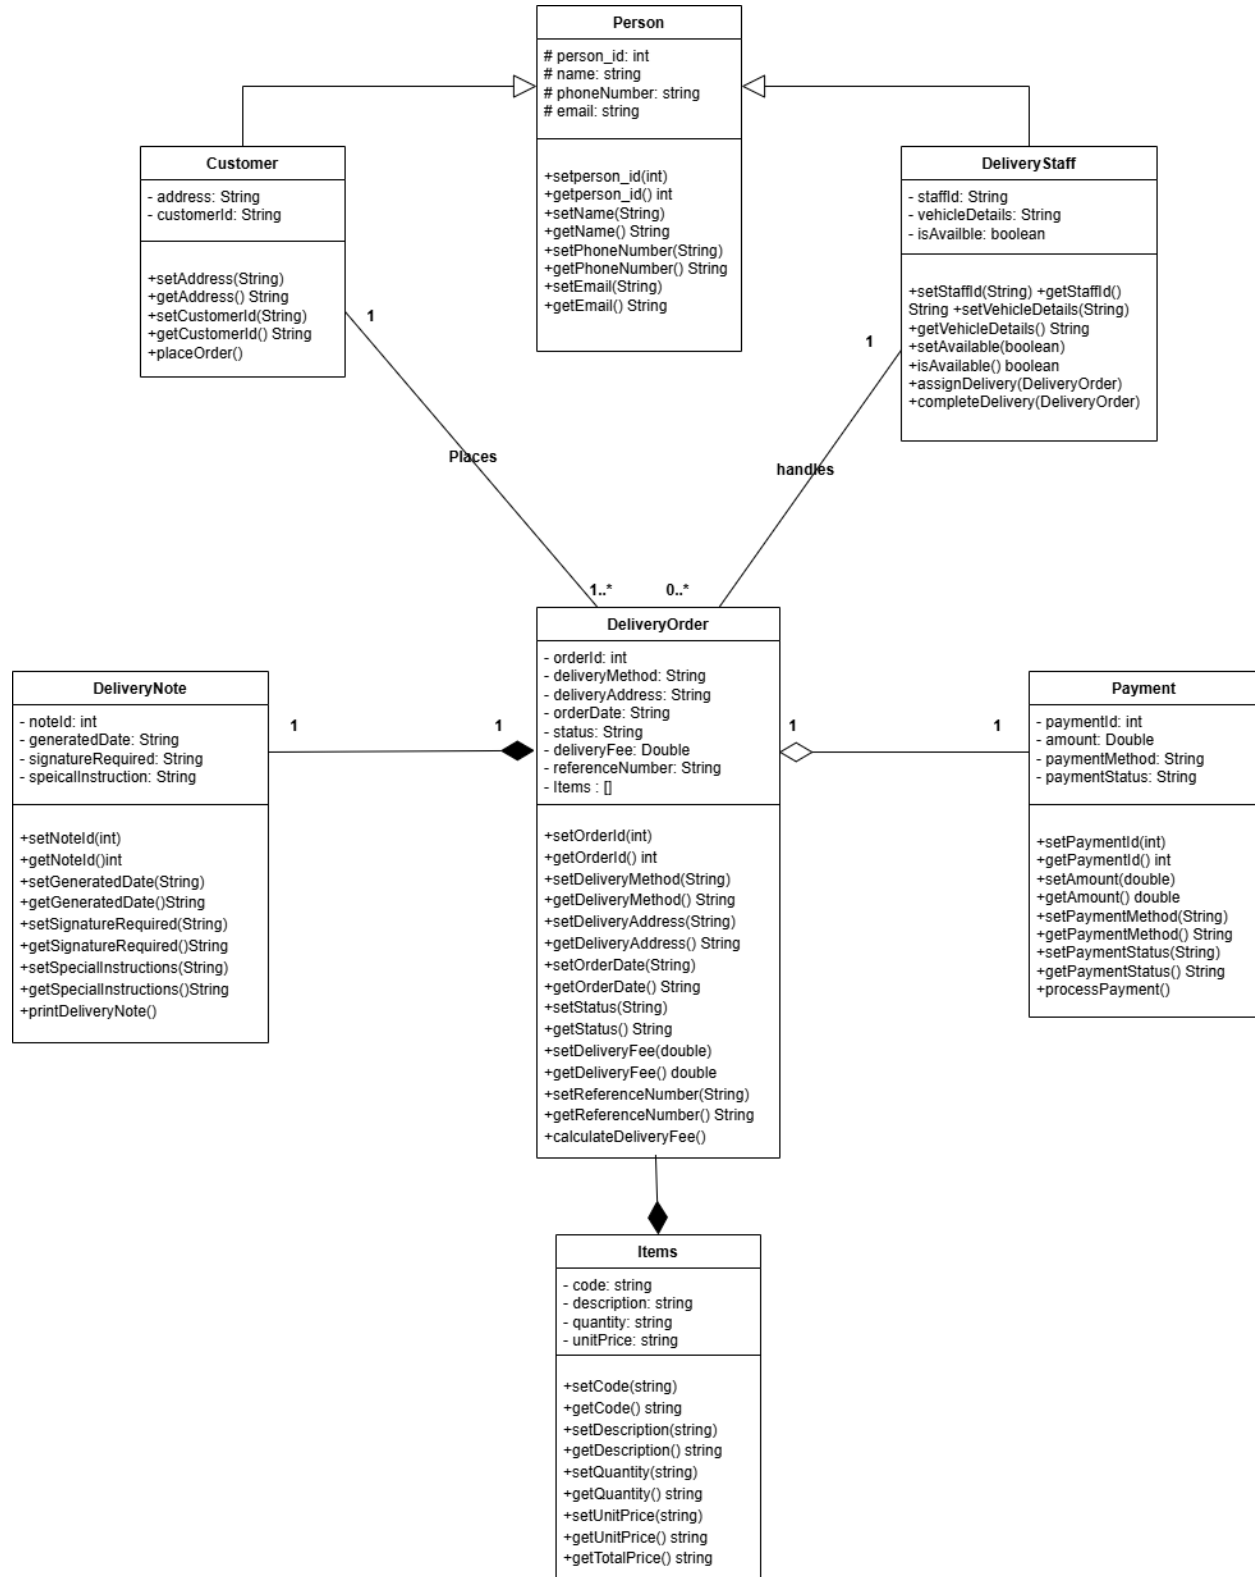 Person
# person_id: int
# name: string
# phoneNumber: string
# email: string
+setperson_id(int)
+getperson_id() int
+setName(String)
+getName() String
+setPhoneNumber(String)
+getPhoneNumber() String
+setEmail(String)
+getEmail() String
Customer
- address: String
- customerId: String
+setAddress(String)
+getAddress() String
+setCustomerId(String)
+getCustomerId() String
+placeOrder()
DeliveryStaff
- staffId: String
- vehicleDetails: String
- isAvailble: boolean
+setStaffId(String) +getStaffId()
String +setVehicleDetails(String)
+getVehicleDetails() String
+setAvailable(boolean)
+isAvailable() boolean
+assignDelivery(DeliveryOrder)
+completeDelivery(DeliveryOrder)
1
1
Places
handles
1..*
0..*
DeliveryOrder
- orderId: int
- deliveryMethod: String
- deliveryAddress: String
- orderDate: String
- status: String
- deliveryFee: Double
- referenceNumber: String
- Items : []
+setOrderId(int)
+getOrderId() int
+setDeliveryMethod(String)
+getDeliveryMethod() String
+setDeliveryAddress(String)
+getDeliveryAddress() String
+setOrderDate(String)
+getOrderDate() String
+setStatus(String)
+getStatus() String
+setDeliveryFee(double)
+getDeliveryFee() double
+setReferenceNumber(String)
+getReferenceNumber() String
+calculateDeliveryFee()
DeliveryNote
- noteId: int
- generatedDate: String
- signatureRequired: String
- speicalInstruction: String
+setNoteId(int)
+getNoteId()int
+setGeneratedDate(String)
+getGeneratedDate()String
+setSignatureRequired(String)
+getSignatureRequired()String
+setSpecialInstructions(String)
+getSpecialInstructions()String
+printDeliveryNote()
1
1
1
1
Payment
- paymentId: int
- amount: Double
- paymentMethod: String
- paymentStatus: String
+setPaymentId(int)
+getPaymentId() int
+setAmount(double)
+getAmount() double
+setPaymentMethod(String)
+getPaymentMethod() String
+setPaymentStatus(String)
+getPaymentStatus() String
+processPayment()
Items
- code: string
- description: string
- quantity: string
- unitPrice: string
+setCode(string)
+getCode() string
+setDescription(string)
+getDescription() string
+setQuantity(string)
+getQuantity() string
+setUnitPrice(string)
+getUnitPrice() string
+getTotalPrice() string